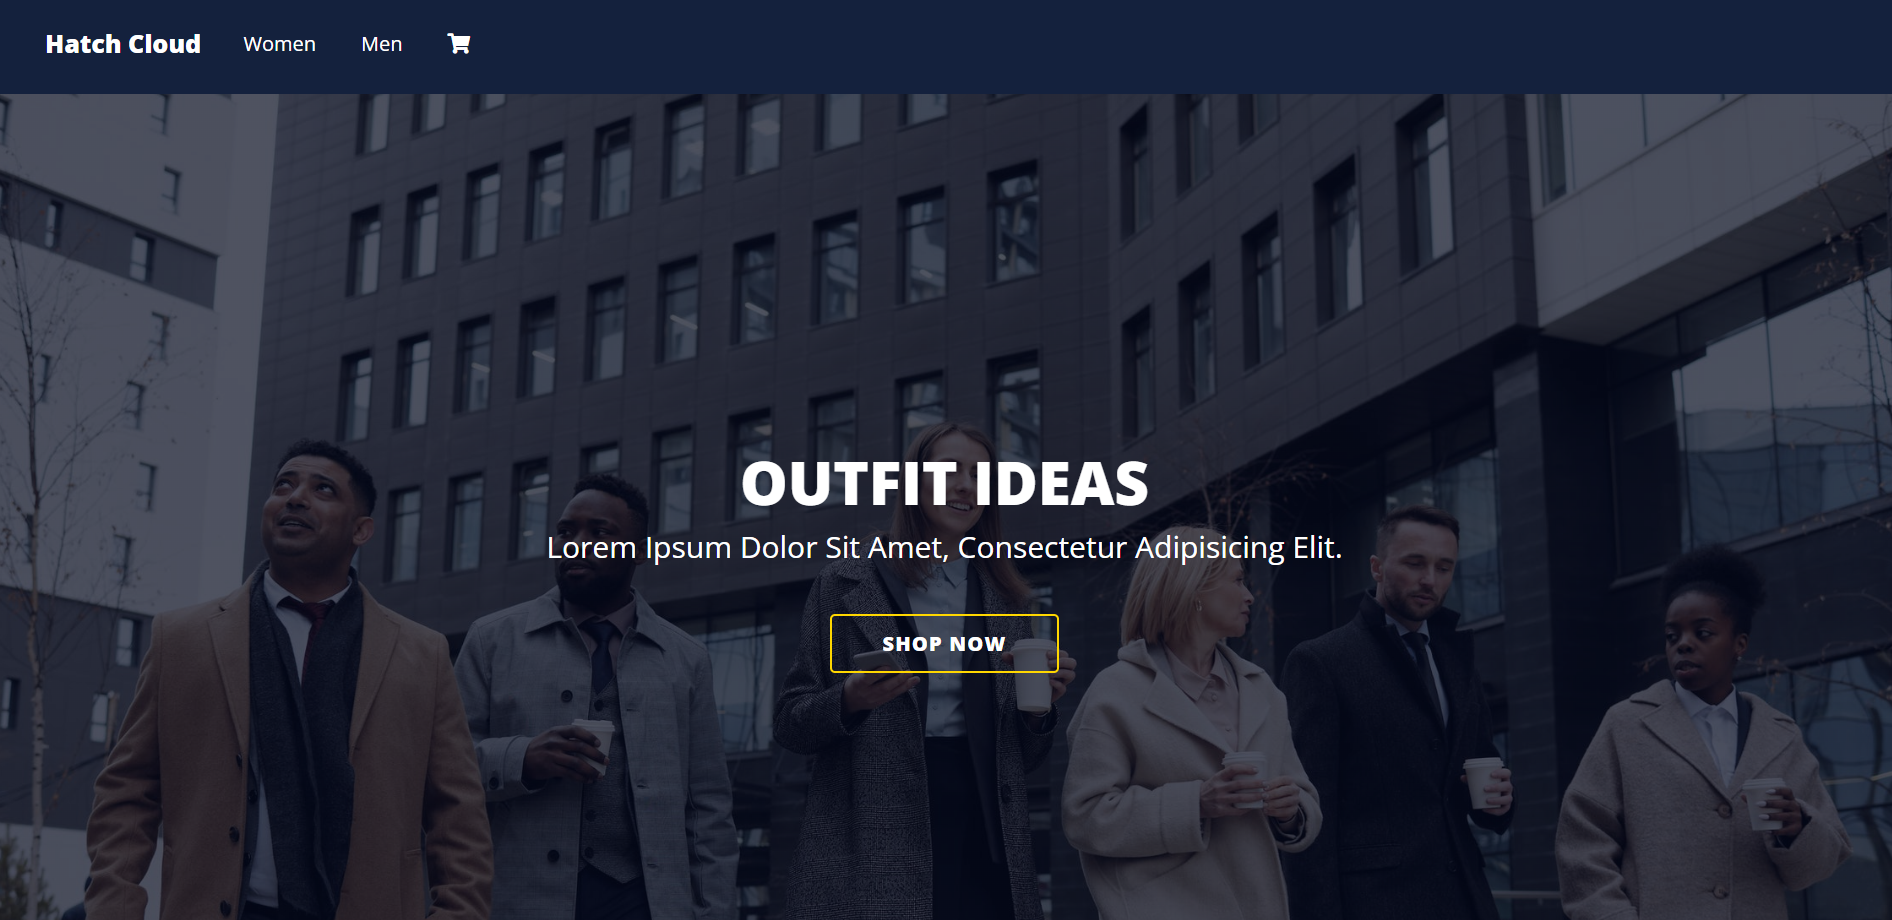 Hatch Cloud Women Men
OUTFIT IDEAS
Lorem Ipsum Dolor Sit Amet, Consectetur Adipisicing Elit.
SHOP NOW